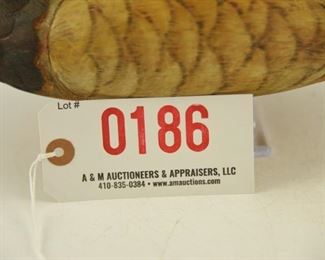 Lot #
0186
A & M AUCTIONEERS & APPRAISERS, LLC
410-835-0384 • www.amauctions.com